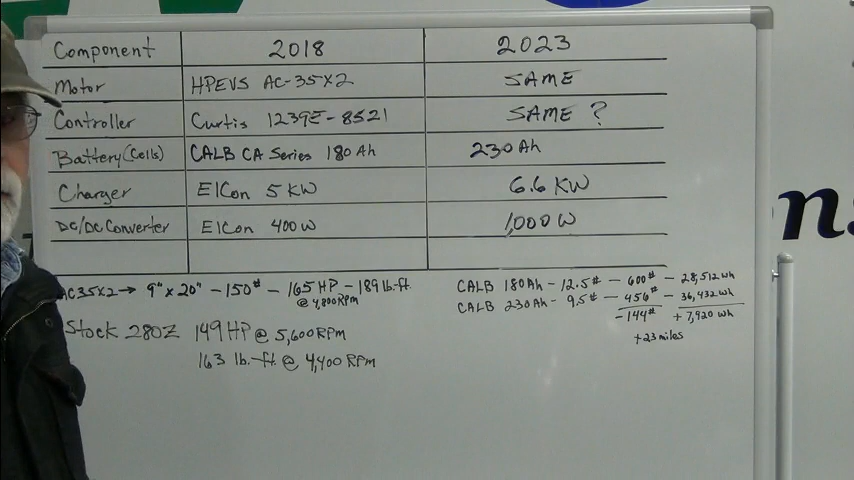 Component 2018 2023
Motor HPEVS AC-35x2 SAME
Controller Curtis 1239E-8521 SAME ?
Battery (Cells) CALB CA Series 180 Ah 230 Ah
Charger ElCon 5 KW 6.6 KW
DC/DC Converter ElCon 400 W 1,000 W
AC35x2 → 9" x 20" - 150# - 165 HP - 189 lb-ft
@ 4,800 RPM
Stock 280Z 149 HP @ 5,600 RPM
163 lb.-ft. @ 4,400 RPM
CALB 180Ah - 12.5# - 600# - 28,512 Wh
CALB 230Ah - 9.5# - 456# - 36,432 Wh
-144# + 7,920 Wh
+23 miles